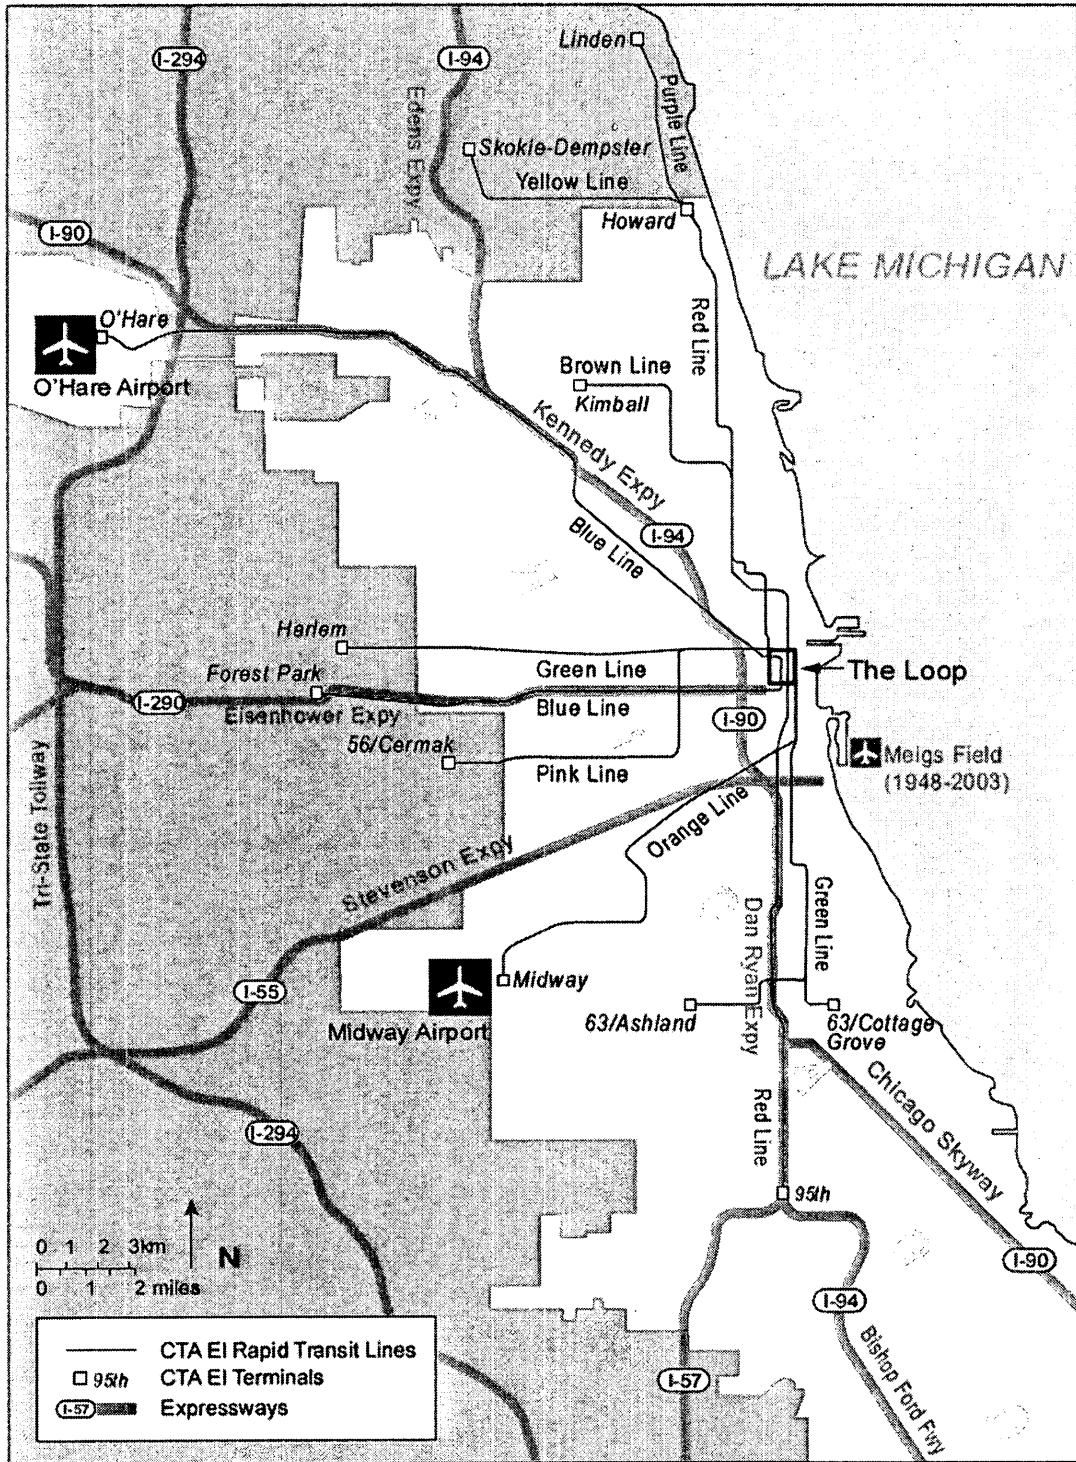 Linden
I-294
I-94
Purple Line
Edens Expy
Skokie-Dempster
Yellow Line
Howard
I-90
LAKE MICHIGAN
Red Line
O'Hare
O'Hare Airport
Brown Line
Kimball
Kennedy Expy
I-94
Blue Line
Harlem
Green Line
The Loop
Forest Park
I-290
Eisenhower Expy
Blue Line
I-90
56/Cermak
Pink Line
Meigs Field
(1948-2003)
Orange Line
Tri-State Tollway
Stevenson Expy
Green Line
Dan Ryan Expy
I-55
Midway
Midway Airport
63/Ashland
63/Cottage
Grove
Chicago Skyway
Red Line
I-294
95th
0 1 2 3km
N
0 1 2 miles
I-90
I-94
Bishop Ford Fwy
I-57
CTA El Rapid Transit Lines
95th CTA El Terminals
I-57 Expressways